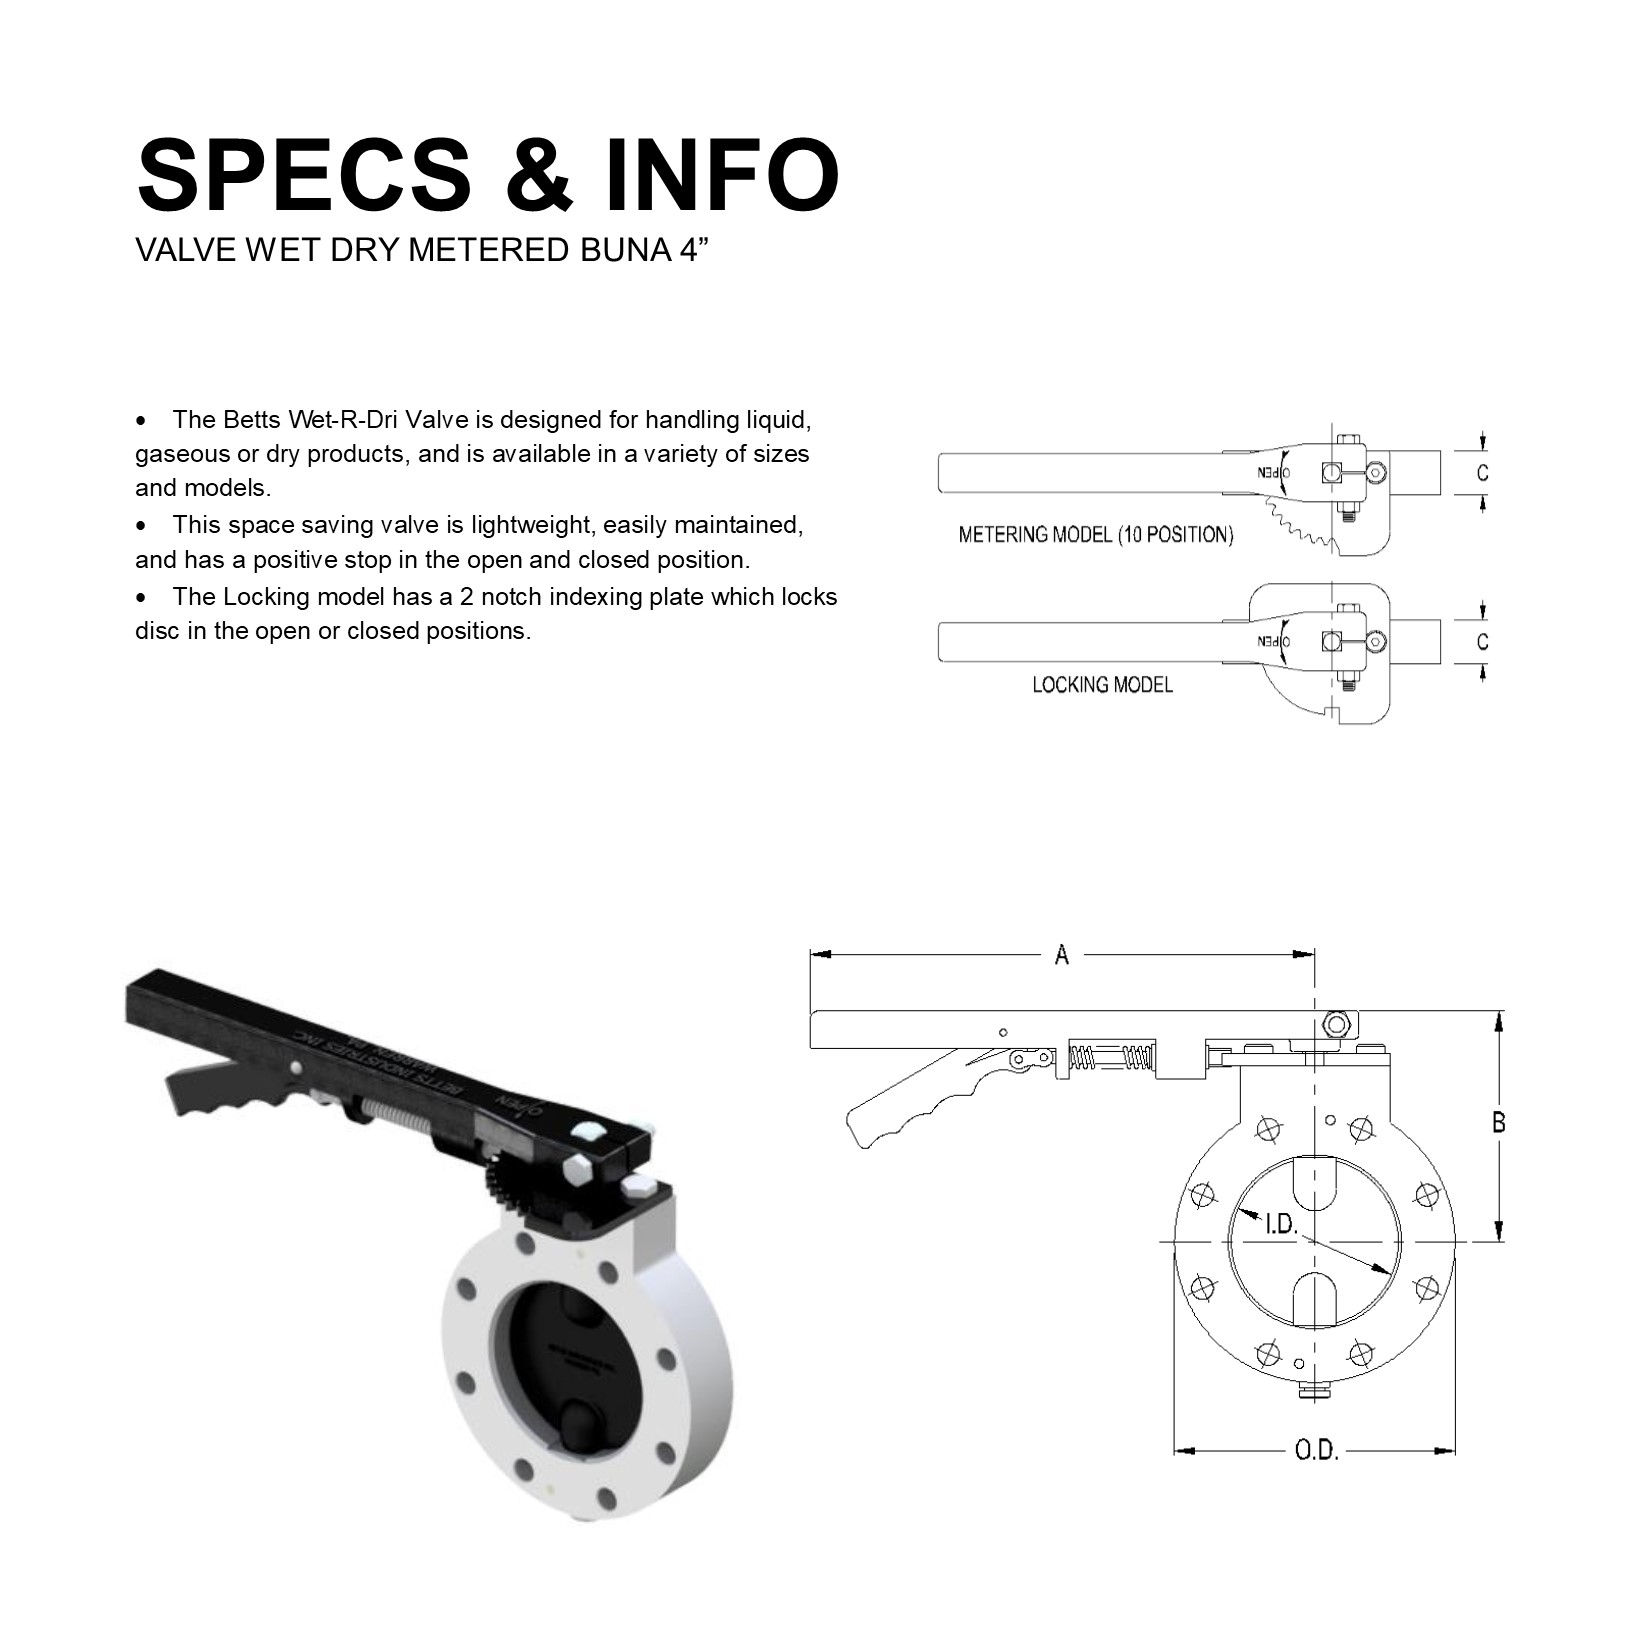 SPECS & INFO
VALVE WET DRY METERED BUNA 4”
• The Betts Wet-R-Dri Valve is designed for handling liquid,
gaseous or dry products, and is available in a variety of sizes
and models.
• This space saving valve is lightweight, easily maintained,
and has a positive stop in the open and closed position.
• The Locking model has a 2 notch indexing plate which locks
disc in the open or closed positions.
OPEN
C
METERING MODEL (10 POSITION)
OPEN
C
LOCKING MODEL
A
B
I.D.
O.D.
BETTS INDUSTRIES INC
WARREN PA
OPEN